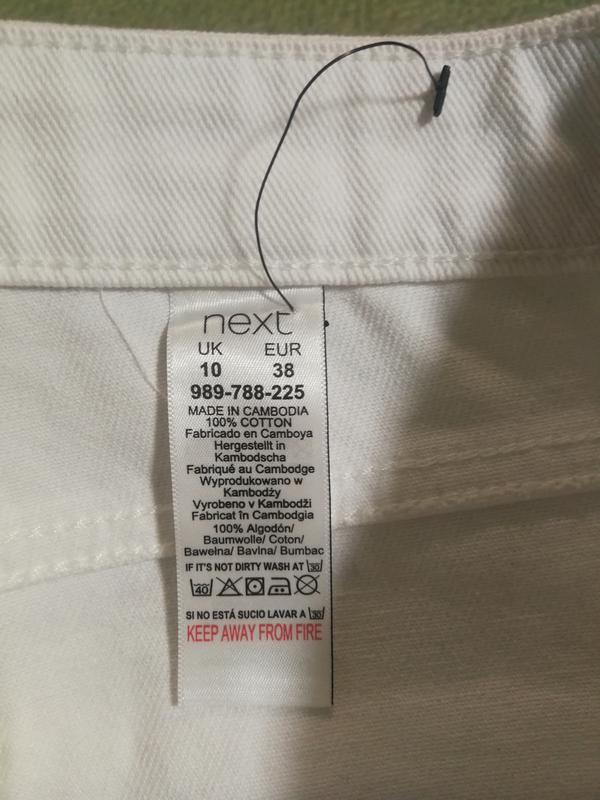 next
UK EUR
10 38
989-788-225
MADE IN CAMBODIA
100% COTTON
Fabricado en Camboya
Hergestellt in
Kambodscha
Fabriqué au Cambodge
Wyprodukowano w
Kambodży
Vyrobeno v Kambodži
Fabricat în Cambodgia
100% Algodón/
Baumwolle/ Coton/
Bawełna/ Bavlna/ Bumbac
IF IT'S NOT DIRTY WASH AT 30
40
SI NO ESTÁ SUCIO LAVAR A 30
KEEP AWAY FROM FIRE